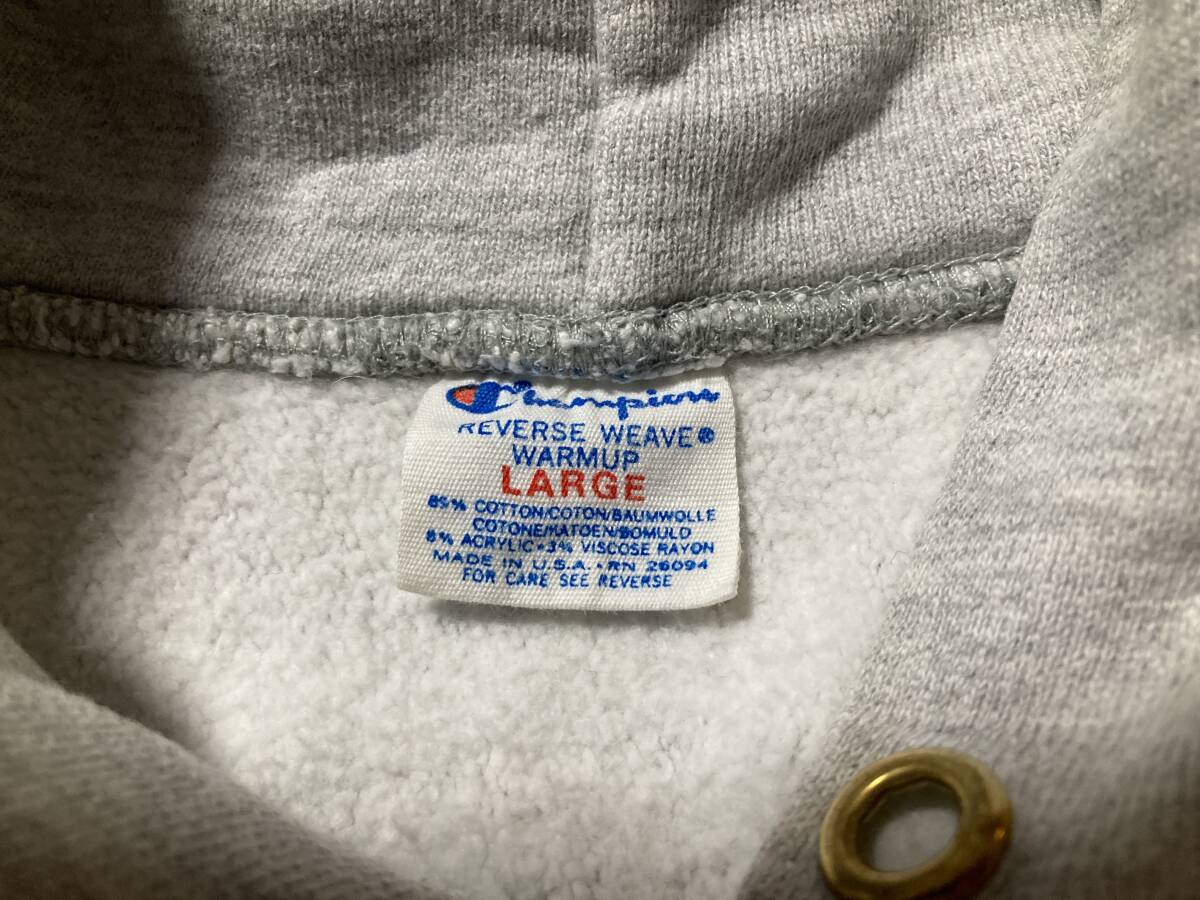 Champion
REVERSE WEAVE®
WARMUP
LARGE
89% COTTON/COTON/BAUMWOLLE
COTONE/KATOEN/BOMULD
8% ACRYLIC•3% VISCOSE RAYON
MADE IN U.S.A.•RN 26094
FOR CARE SEE REVERSE